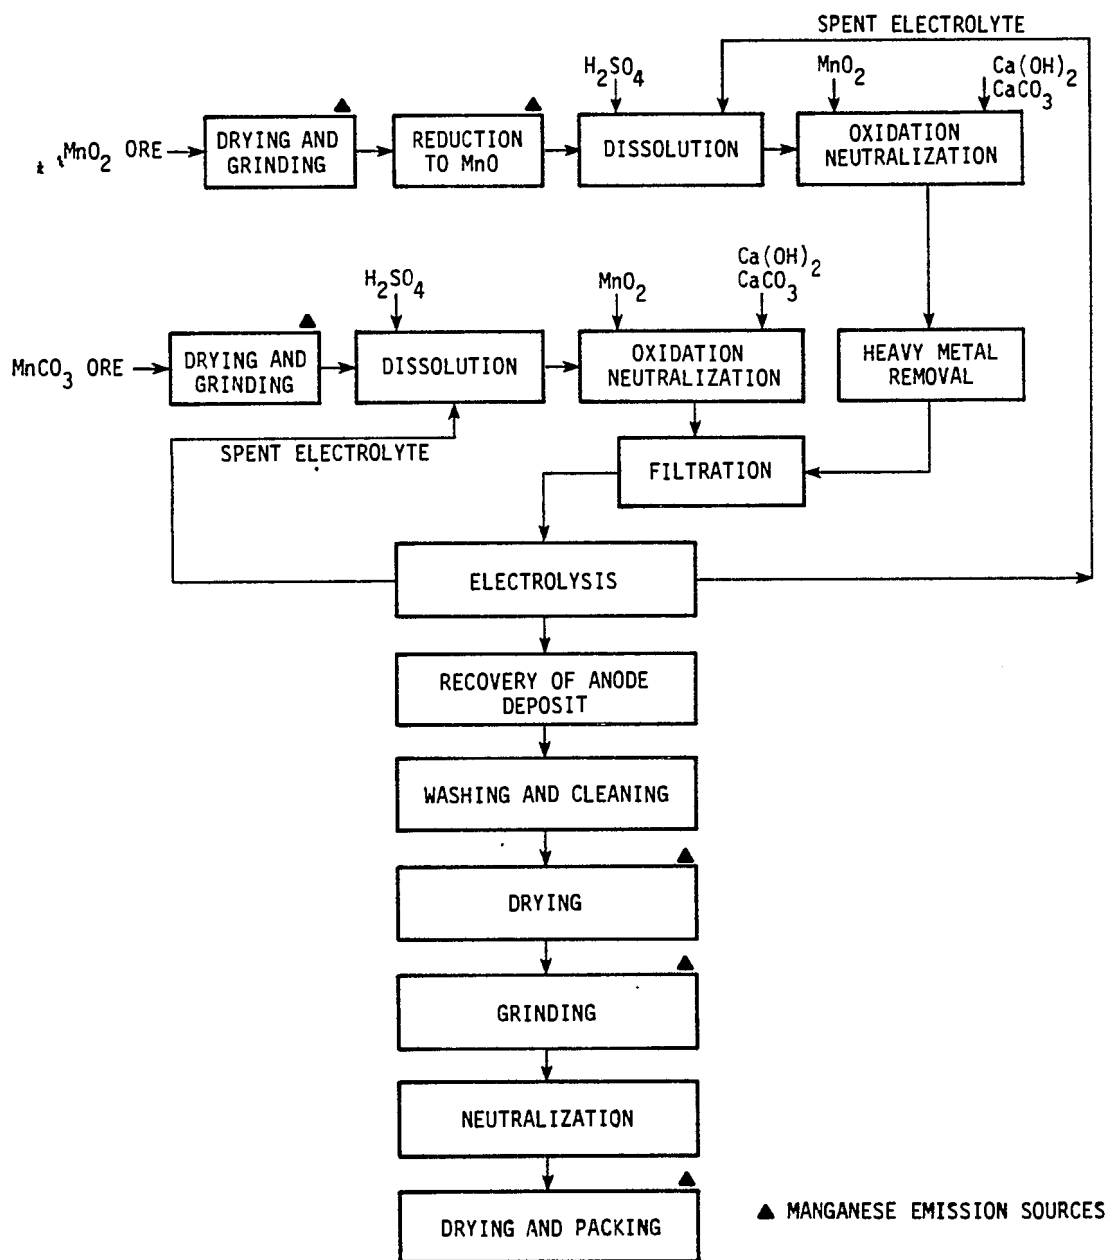 SPENT ELECTROLYTE
H2SO4
MnO2
Ca(OH)2
CaCO3
MnO2 ORE
DRYING AND
GRINDING
REDUCTION
TO MnO
DISSOLUTION
OXIDATION
NEUTRALIZATION
H2SO4
MnO2
Ca(OH)2
CaCO3
MnCO3 ORE
DRYING AND
GRINDING
DISSOLUTION
OXIDATION
NEUTRALIZATION
HEAVY METAL
REMOVAL
SPENT ELECTROLYTE
FILTRATION
ELECTROLYSIS
RECOVERY OF ANODE
DEPOSIT
WASHING AND CLEANING
DRYING
GRINDING
NEUTRALIZATION
DRYING AND PACKING
▲ MANGANESE EMISSION SOURCES